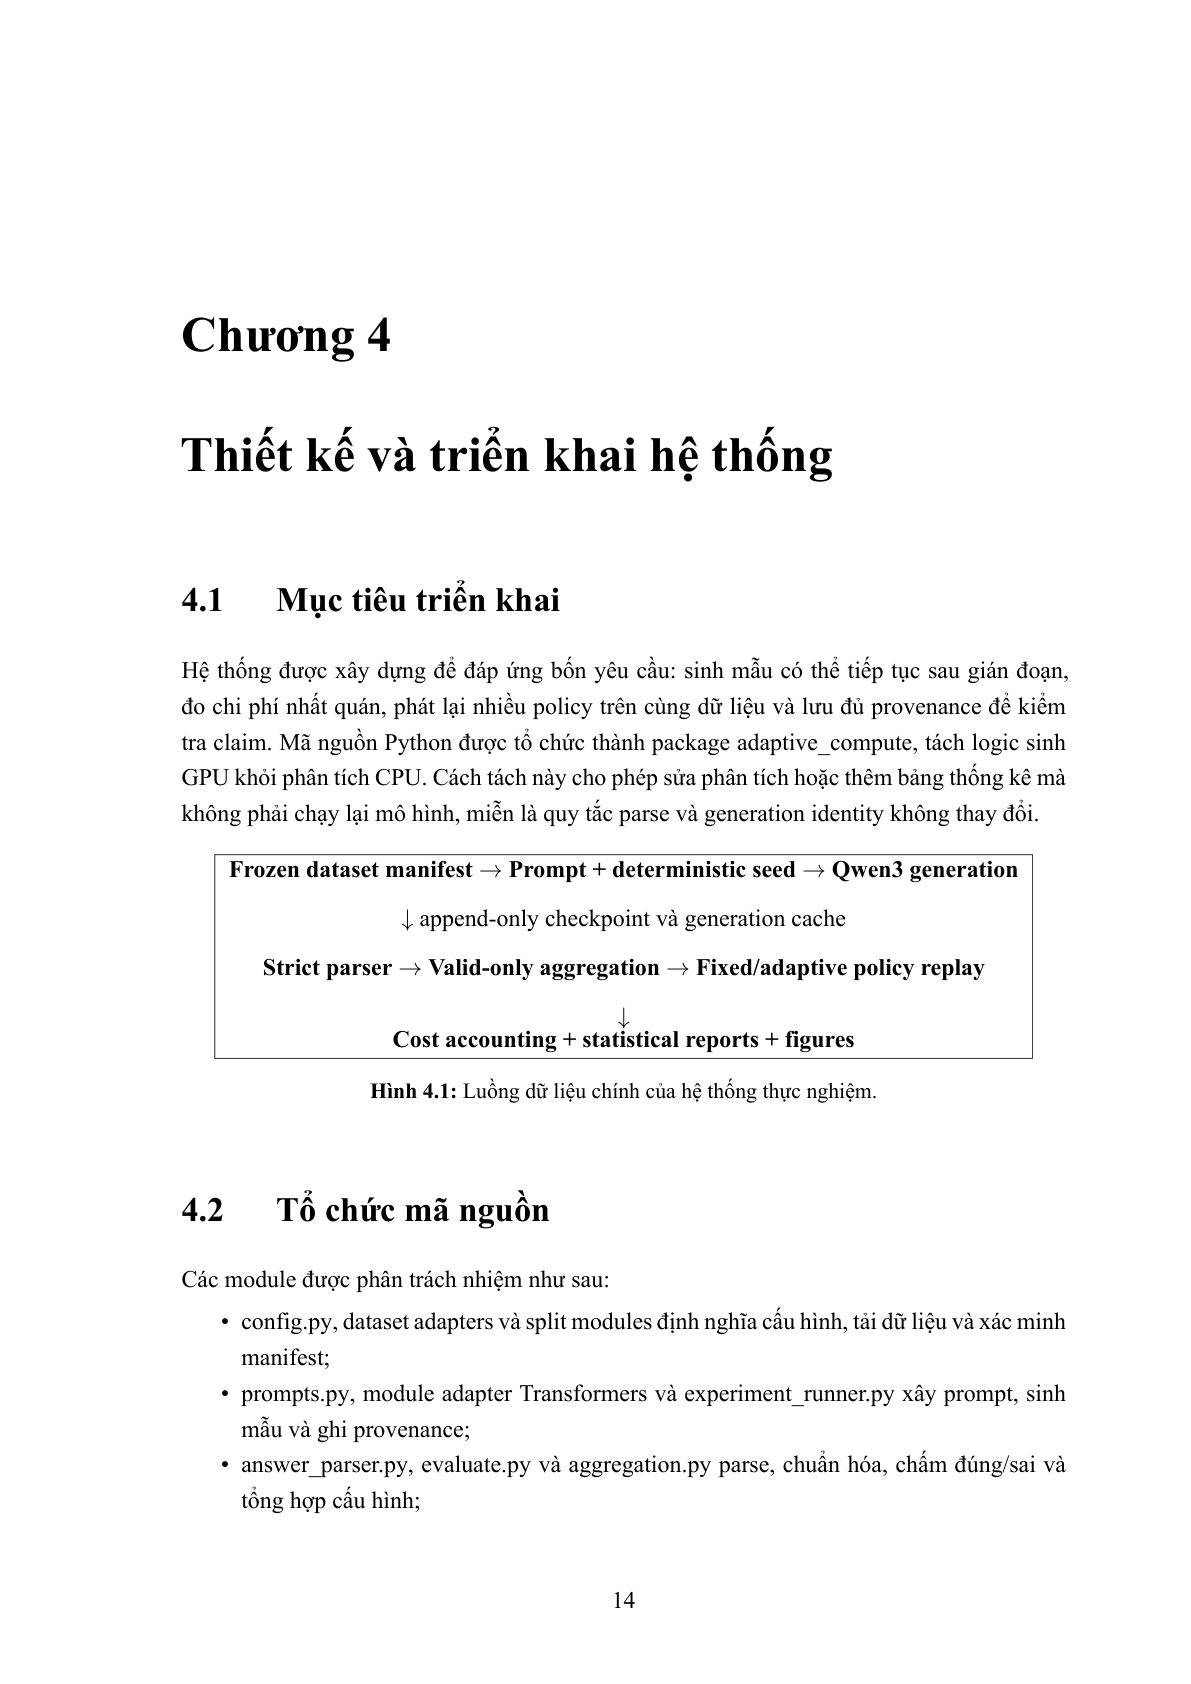 Chương 4
Thiết kế và triển khai hệ thống
4.1 Mục tiêu triển khai
Hệ thống được xây dựng để đáp ứng bốn yêu cầu: sinh mẫu có thể tiếp tục sau gián đoạn,
đo chi phí nhất quán, phát lại nhiều policy trên cùng dữ liệu và lưu đủ provenance để kiểm
tra claim. Mã nguồn Python được tổ chức thành package adaptive_compute, tách logic sinh
GPU khỏi phân tích CPU. Cách tách này cho phép sửa phân tích hoặc thêm bảng thống kê mà
không phải chạy lại mô hình, miễn là quy tắc parse và generation identity không thay đổi.
Frozen dataset manifest → Prompt + deterministic seed → Qwen3 generation
↓ append-only checkpoint và generation cache
Strict parser → Valid-only aggregation → Fixed/adaptive policy replay
↓
Cost accounting + statistical reports + figures
Hình 4.1: Luồng dữ liệu chính của hệ thống thực nghiệm.
4.2 Tổ chức mã nguồn
Các module được phân trách nhiệm như sau:
• config.py, dataset adapters và split modules định nghĩa cấu hình, tải dữ liệu và xác minh
manifest;
• prompts.py, module adapter Transformers và experiment_runner.py xây prompt, sinh
mẫu và ghi provenance;
• answer_parser.py, evaluate.py và aggregation.py parse, chuẩn hóa, chấm đúng/sai và
tổng hợp cấu hình;
14